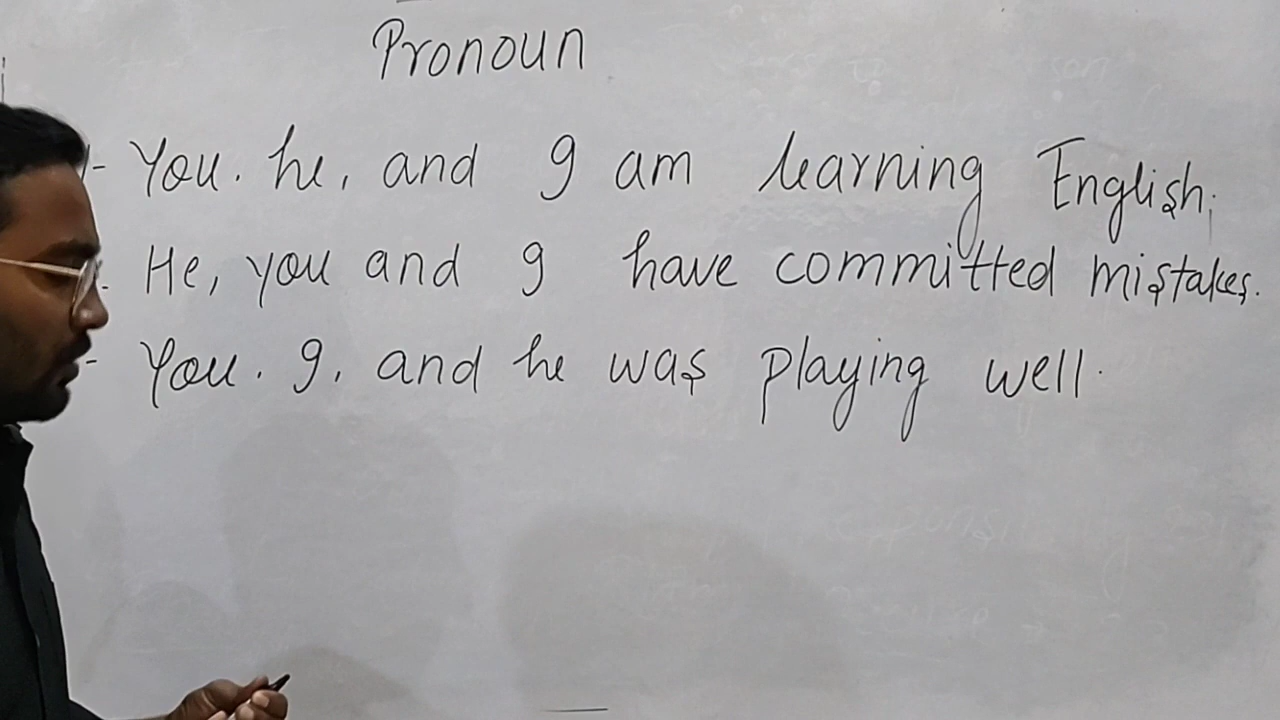 Pronoun
- You. he, and I am learning English.
He, you and I have committed mistakes.
- You. I, and he was playing well.